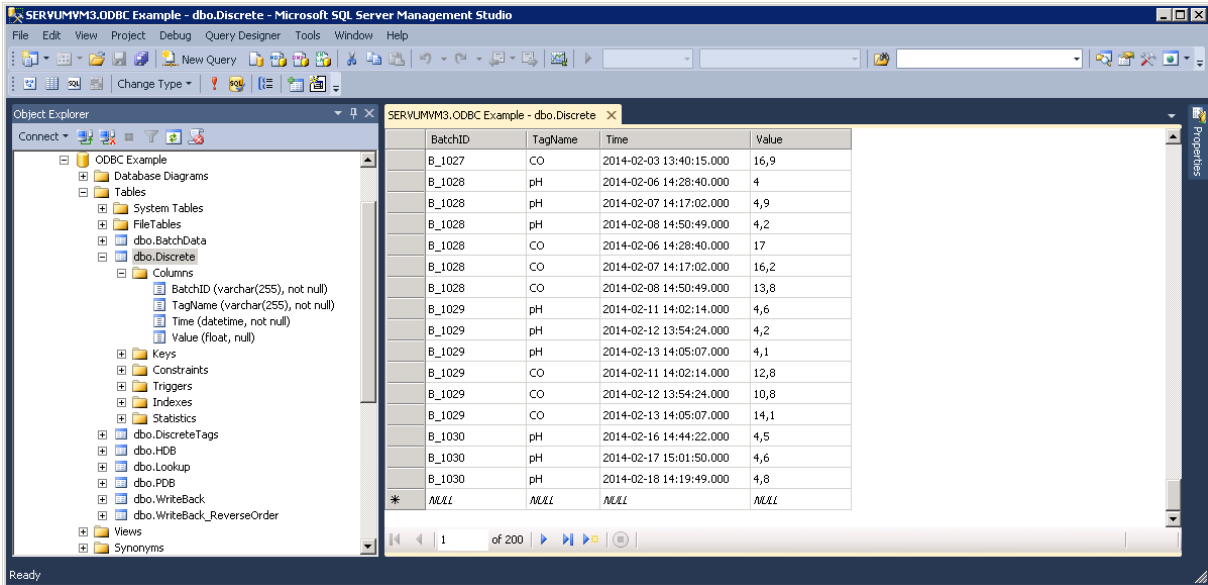 SERVUMVM3.ODBC Example - dbo.Discrete - Microsoft SQL Server Management Studio
File Edit View Project Debug Query Designer Tools Window Help
New Query
Change Type
Object Explorer
Connect
ODBC Example
Database Diagrams
Tables
System Tables
FileTables
dbo.BatchData
dbo.Discrete
Columns
BatchID (varchar(255), not null)
TagName (varchar(255), not null)
Time (datetime, not null)
Value (float, null)
Keys
Constraints
Triggers
Indexes
Statistics
dbo.DiscreteTags
dbo.HDB
dbo.Lookup
dbo.PDB
dbo.WriteBack
dbo.WriteBack_ReverseOrder
Views
Synonyms
SERVUMVM3.ODBC Example - dbo.Discrete
BatchID TagName Time Value
B_1027 CO 2014-02-03 13:40:15.000 16,9
B_1028 pH 2014-02-06 14:28:40.000 4
B_1028 pH 2014-02-07 14:17:02.000 4,9
B_1028 pH 2014-02-08 14:50:49.000 4,2
B_1028 CO 2014-02-06 14:28:40.000 17
B_1028 CO 2014-02-07 14:17:02.000 16,2
B_1028 CO 2014-02-08 14:50:49.000 13,8
B_1029 pH 2014-02-11 14:02:14.000 4,6
B_1029 pH 2014-02-12 13:54:24.000 4,2
B_1029 pH 2014-02-13 14:05:07.000 4,1
B_1029 CO 2014-02-11 14:02:14.000 12,8
B_1029 CO 2014-02-12 13:54:24.000 10,8
B_1029 CO 2014-02-13 14:05:07.000 14,1
B_1030 pH 2014-02-16 14:44:22.000 4,5
B_1030 pH 2014-02-17 15:01:50.000 4,6
B_1030 pH 2014-02-18 14:19:49.000 4,8
NULL NULL NULL NULL
1 of 200
Properties
Ready